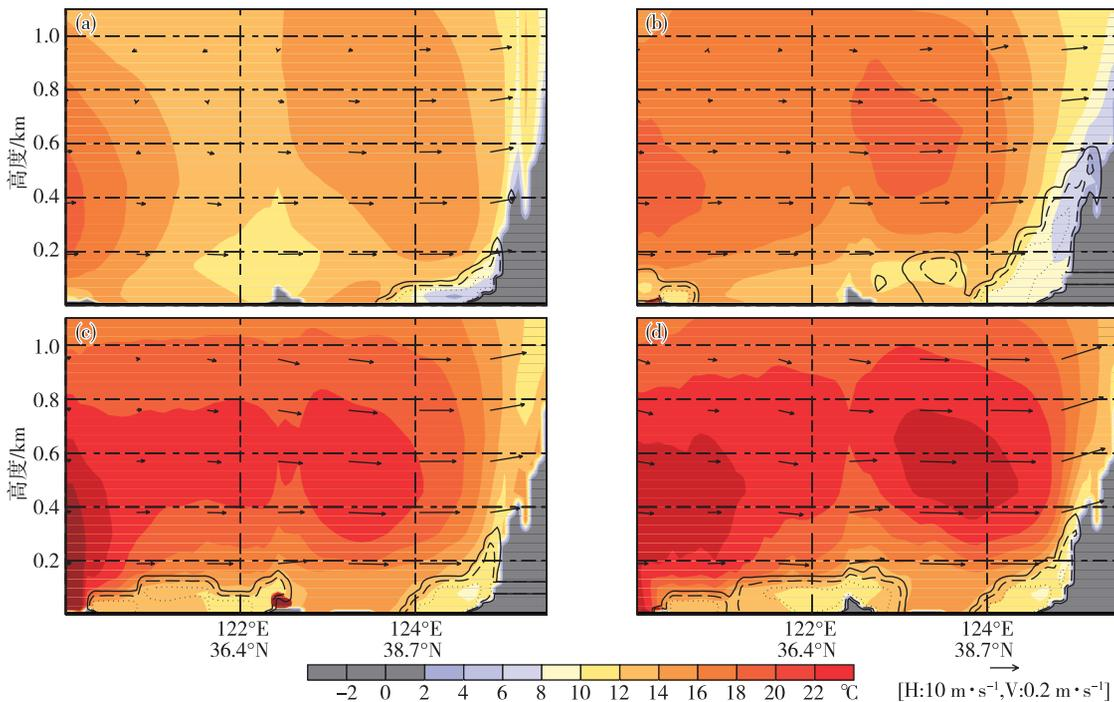 (a)
(b)
1.0
0.8
0.6
0.4
0.2
高度/km
(c)
(d)
1.0
0.8
0.6
0.4
0.2
高度/km
122°E
124°E
122°E
124°E
36.4°N
38.7°N
36.4°N
38.7°N
−2
0
2
4
6
8
10
12
14
16
18
20
22
℃
[H:10 m·s⁻¹,V:0.2 m·s⁻¹]